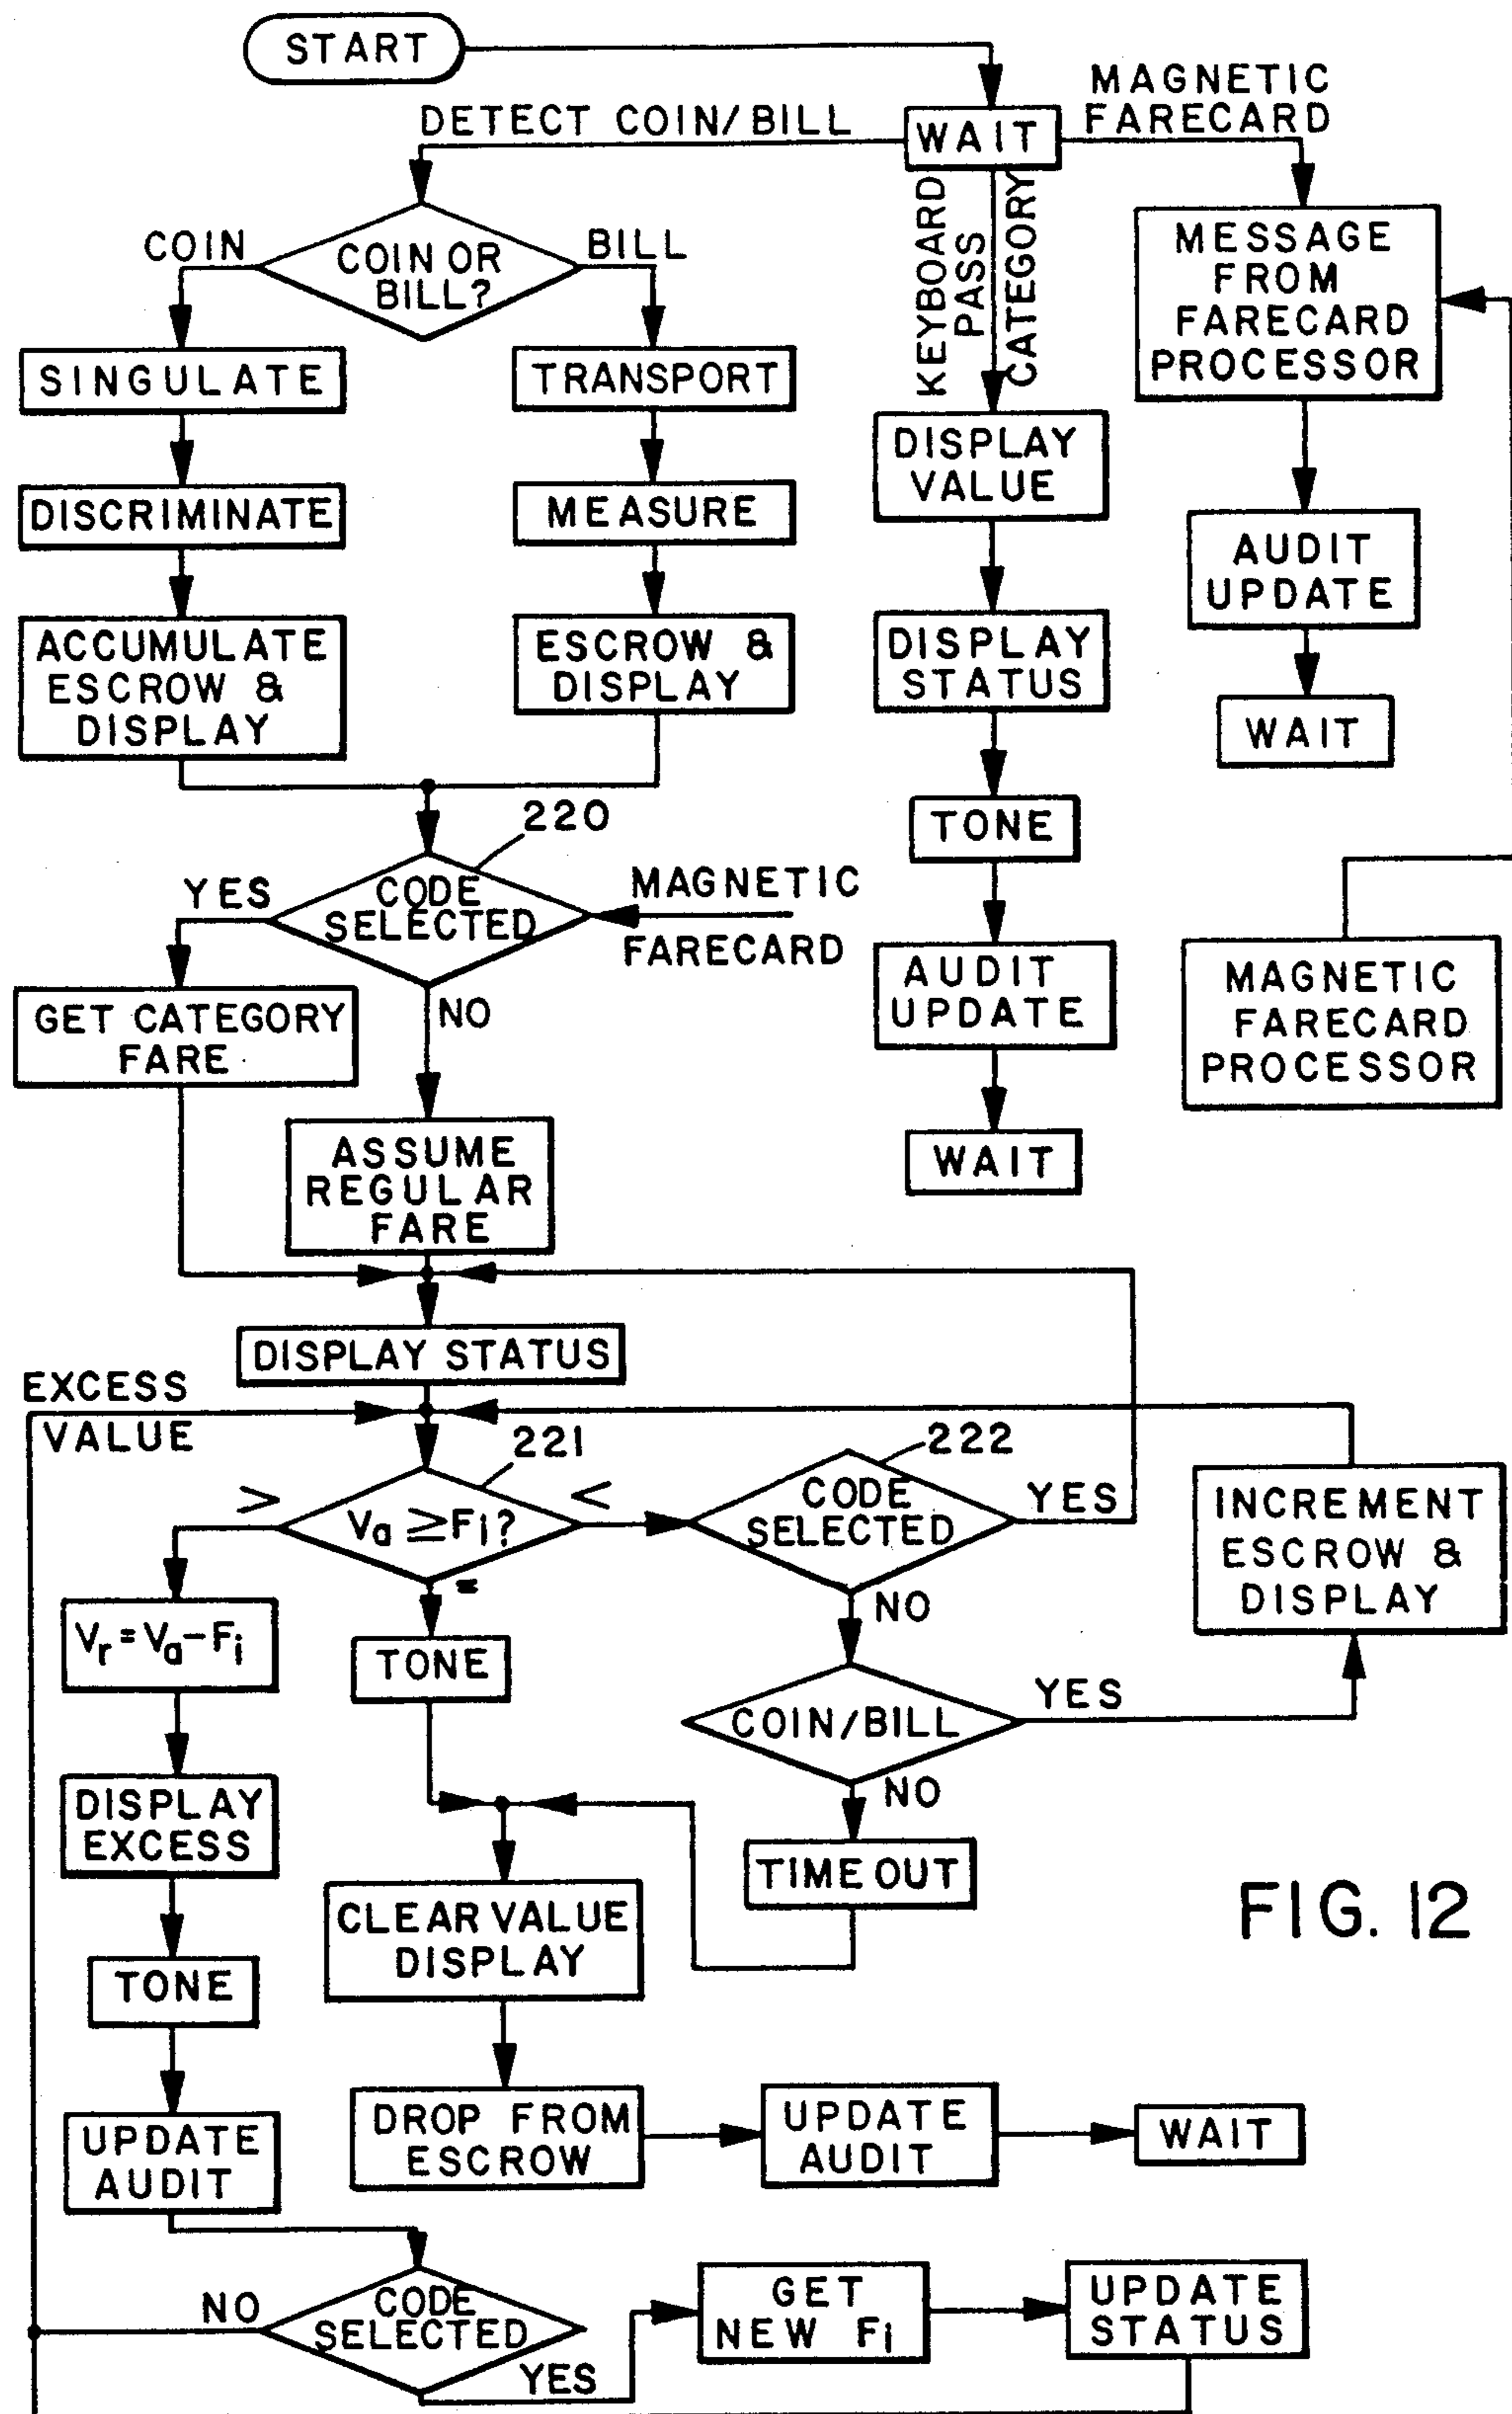 START
DETECT COIN/BILL
WAIT
MAGNETIC
FARECARD
KEYBOARD
PASS
CATEGORY
COIN
COIN OR
BILL?
BILL
MESSAGE
FROM
FARECARD
PROCESSOR
SINGULATE
TRANSPORT
DISPLAY
VALUE
DISCRIMINATE
MEASURE
AUDIT
UPDATE
ACCUMULATE
ESCROW &
DISPLAY
ESCROW &
DISPLAY
DISPLAY
STATUS
WAIT
220
TONE
YES
CODE
SELECTED
MAGNETIC
FARECARD
NO
GET CATEGORY
FARE
AUDIT
UPDATE
MAGNETIC
FARECARD
PROCESSOR
ASSUME
REGULAR
FARE
WAIT
DISPLAY STATUS
EXCESS
VALUE
221
222
>
Va ≥ Fi?
<
=
CODE
SELECTED
YES
NO
INCREMENT
ESCROW &
DISPLAY
Vr = Va – Fi
TONE
COIN/BILL
YES
NO
DISPLAY
EXCESS
TIME OUT
CLEAR VALUE
DISPLAY
FIG. 12
TONE
UPDATE
AUDIT
DROP FROM
ESCROW
UPDATE
AUDIT
WAIT
NO
CODE
SELECTED
YES
GET
NEW Fi
UPDATE
STATUS